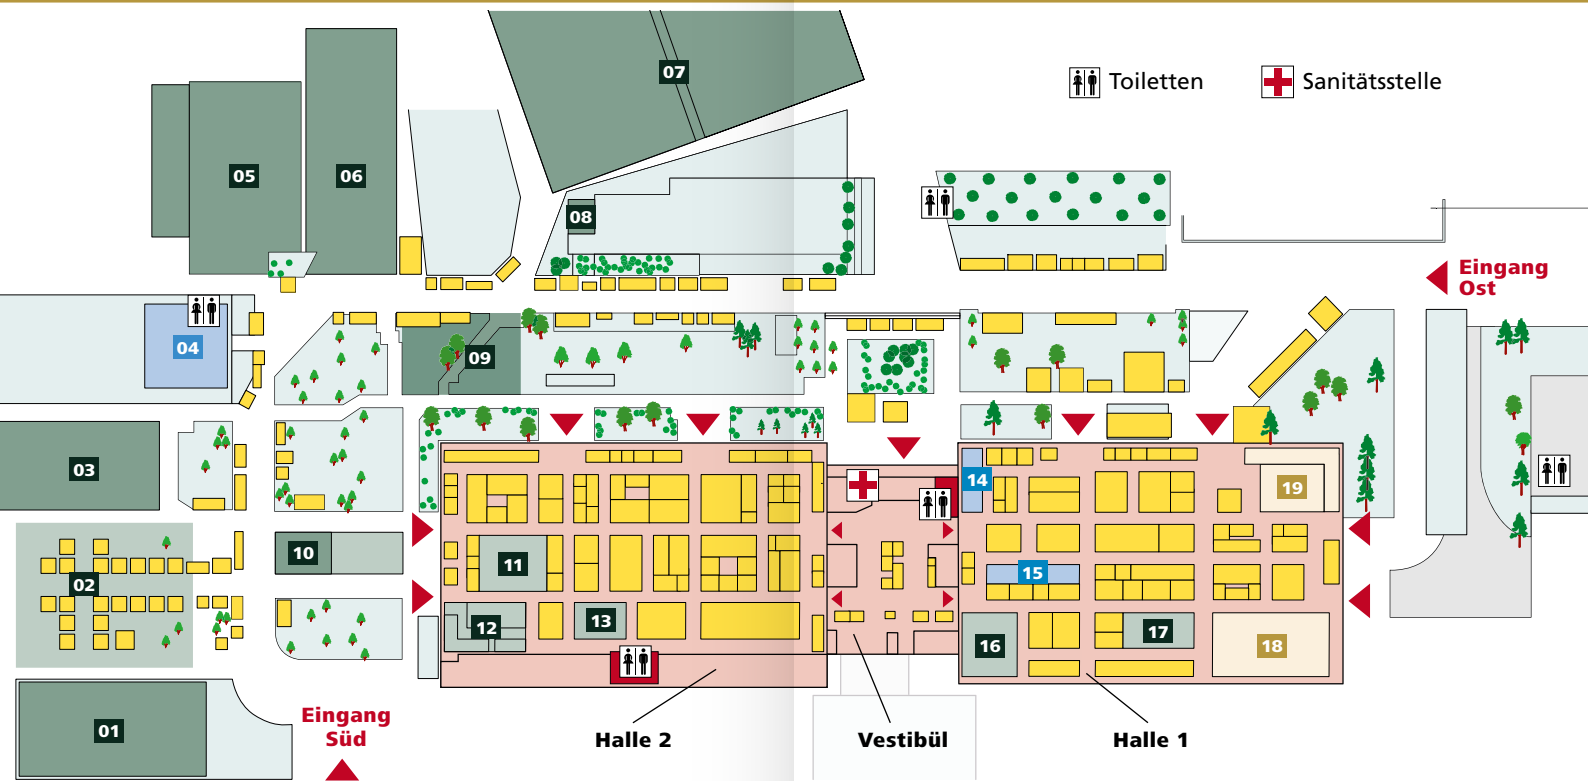 07
Toiletten
Sanitätsstelle
05
06
08
Eingang
Ost
04
09
03
14
19
10
11
15
02
12
13
17
16
18
01
Eingang
Süd
Halle 2
Vestibül
Halle 1